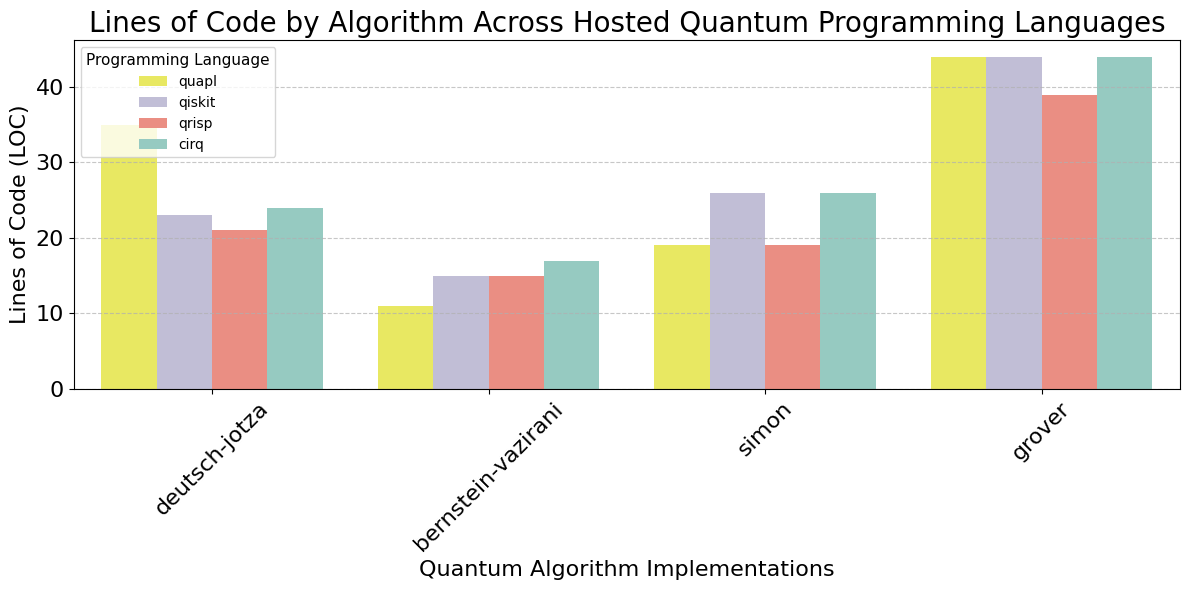 Lines of Code by Algorithm Across Hosted Quantum Programming Languages
Lines of Code (LOC)
40
30
20
10
0
Programming Language
quapl
qiskit
qrisp
cirq
deutsch-jotza
bernstein-vazirani
simon
grover
Quantum Algorithm Implementations